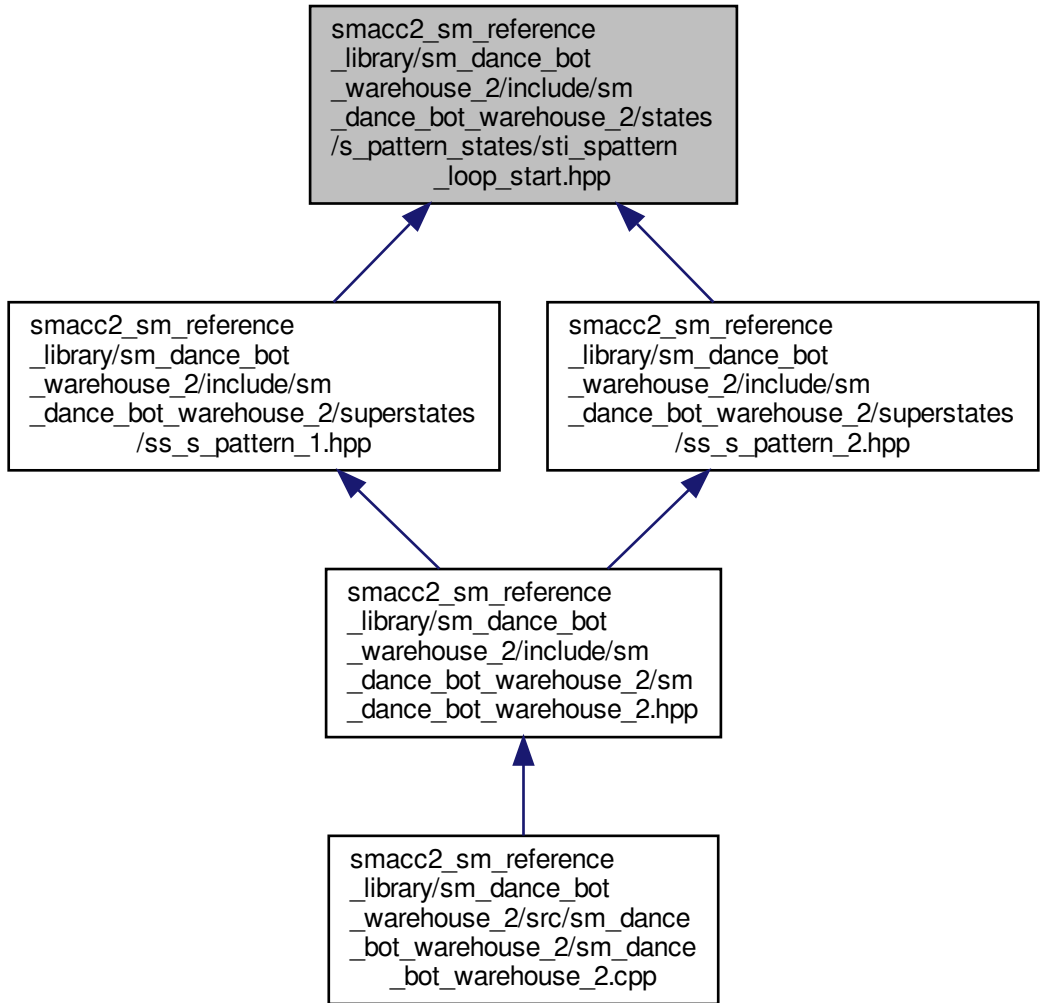 smacc2_sm_reference
_library/sm_dance_bot
_warehouse_2/include/sm
_dance_bot_warehouse_2/states
/s_pattern_states/sti_spattern
_loop_start.hpp
smacc2_sm_reference
_library/sm_dance_bot
_warehouse_2/include/sm
_dance_bot_warehouse_2/superstates
/ss_s_pattern_1.hpp
smacc2_sm_reference
_library/sm_dance_bot
_warehouse_2/include/sm
_dance_bot_warehouse_2/superstates
/ss_s_pattern_2.hpp
smacc2_sm_reference
_library/sm_dance_bot
_warehouse_2/include/sm
_dance_bot_warehouse_2/sm
_dance_bot_warehouse_2.hpp
smacc2_sm_reference
_library/sm_dance_bot
_warehouse_2/src/sm_dance
_bot_warehouse_2/sm_dance
_bot_warehouse_2.cpp